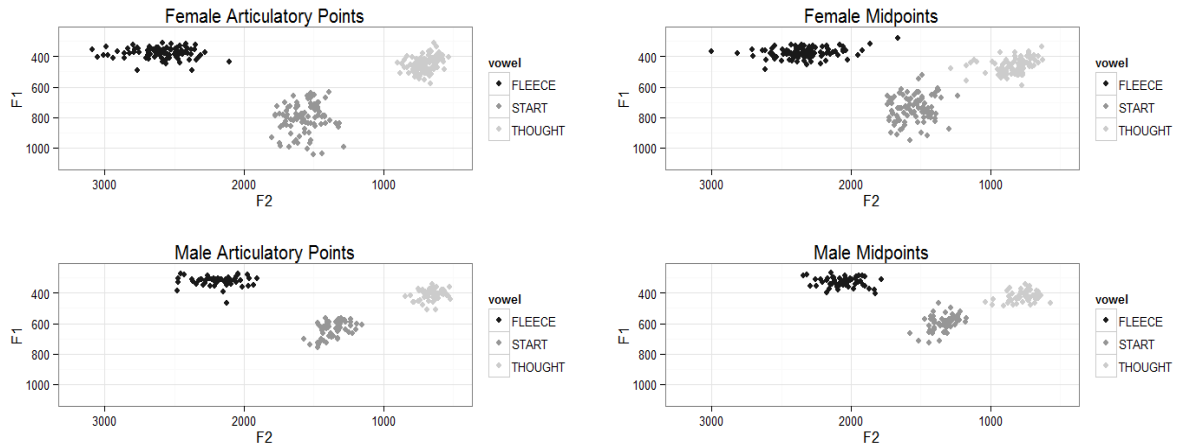 Female Articulatory Points
F1
400
600
800
1000
3000 2000 1000
F2
vowel
FLEECE
START
THOUGHT
Female Midpoints
F1
400
600
800
1000
3000 2000 1000
F2
vowel
FLEECE
START
THOUGHT
Male Articulatory Points
F1
400
600
800
1000
3000 2000 1000
F2
vowel
FLEECE
START
THOUGHT
Male Midpoints
F1
400
600
800
1000
3000 2000 1000
F2
vowel
FLEECE
START
THOUGHT